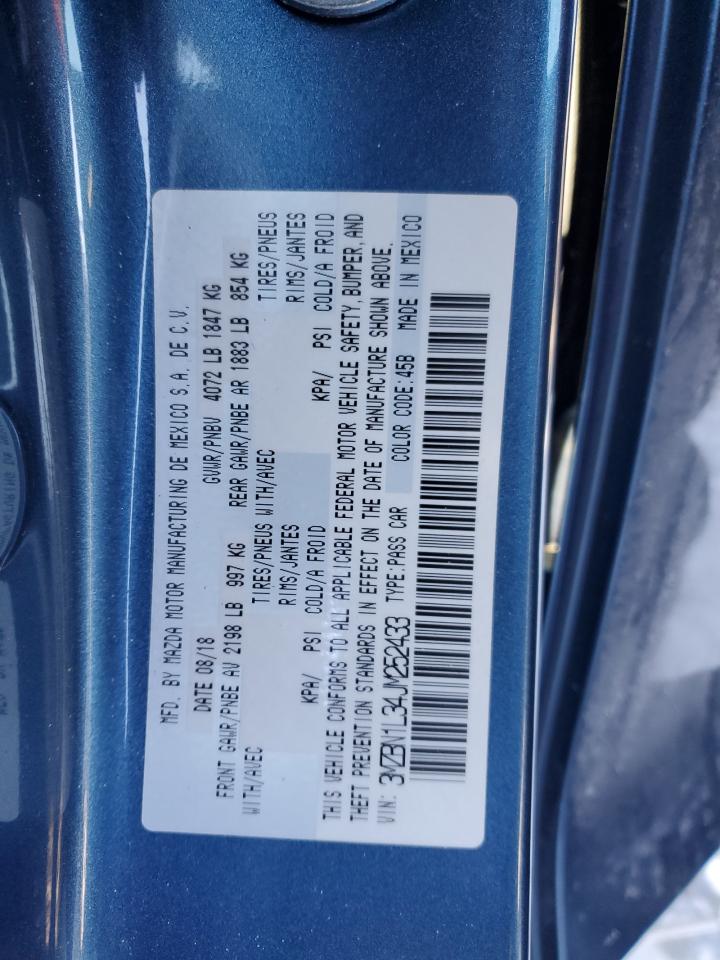 MFD. BY MAZDA MOTOR MANUFACTURING DE MEXICO S.A. DE C.V.
DATE 08/18 GVWR/PNBV 4072 LB 1847 KG
FRONT GAWR/PNBE AV 2198 LB 997 KG REAR GAWR/PNBE AR 1883 LB 854 KG
WITH/AVEC TIRES/PNEUS WITH/AVEC TIRES/PNEUS
RIMS/JANTES RIMS/JANTES
KPA/ PSI COLD/A FROID KPA/ PSI COLD/A FROID
THIS VEHICLE CONFORMS TO ALL APPLICABLE FEDERAL MOTOR VEHICLE SAFETY, BUMPER, AND
THEFT PREVENTION STANDARDS IN EFFECT ON THE DATE OF MANUFACTURE SHOWN ABOVE.
VIN: 3MZBN1L34JM252433 TYPE:PASS CAR COLOR CODE:45B MADE IN MEXICO